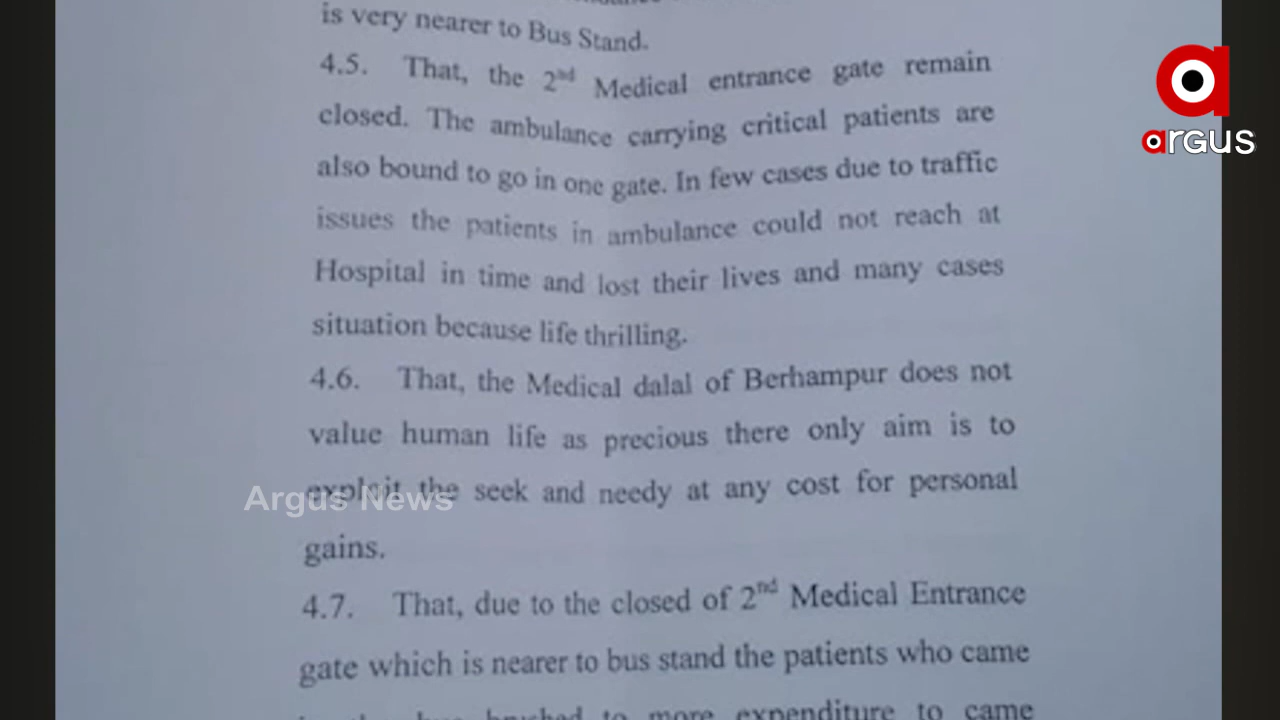 is very nearer to Bus Stand.
4.5. That, the 2nd Medical entrance gate remain
closed. The ambulance carrying critical patients are
also bound to go in one gate. In few cases due to traffic
issues the patients in ambulance could not reach at
Hospital in time and lost their lives and many cases
situation because life thrilling.
4.6. That, the Medical dalal of Berhampur does not
value human life as precious there only aim is to
exploit the seek and needy at any cost for personal
gains.
4.7. That, due to the closed of 2nd Medical Entrance
gate which is nearer to bus stand the patients who came
to more expenditure to came
argus
Argus News